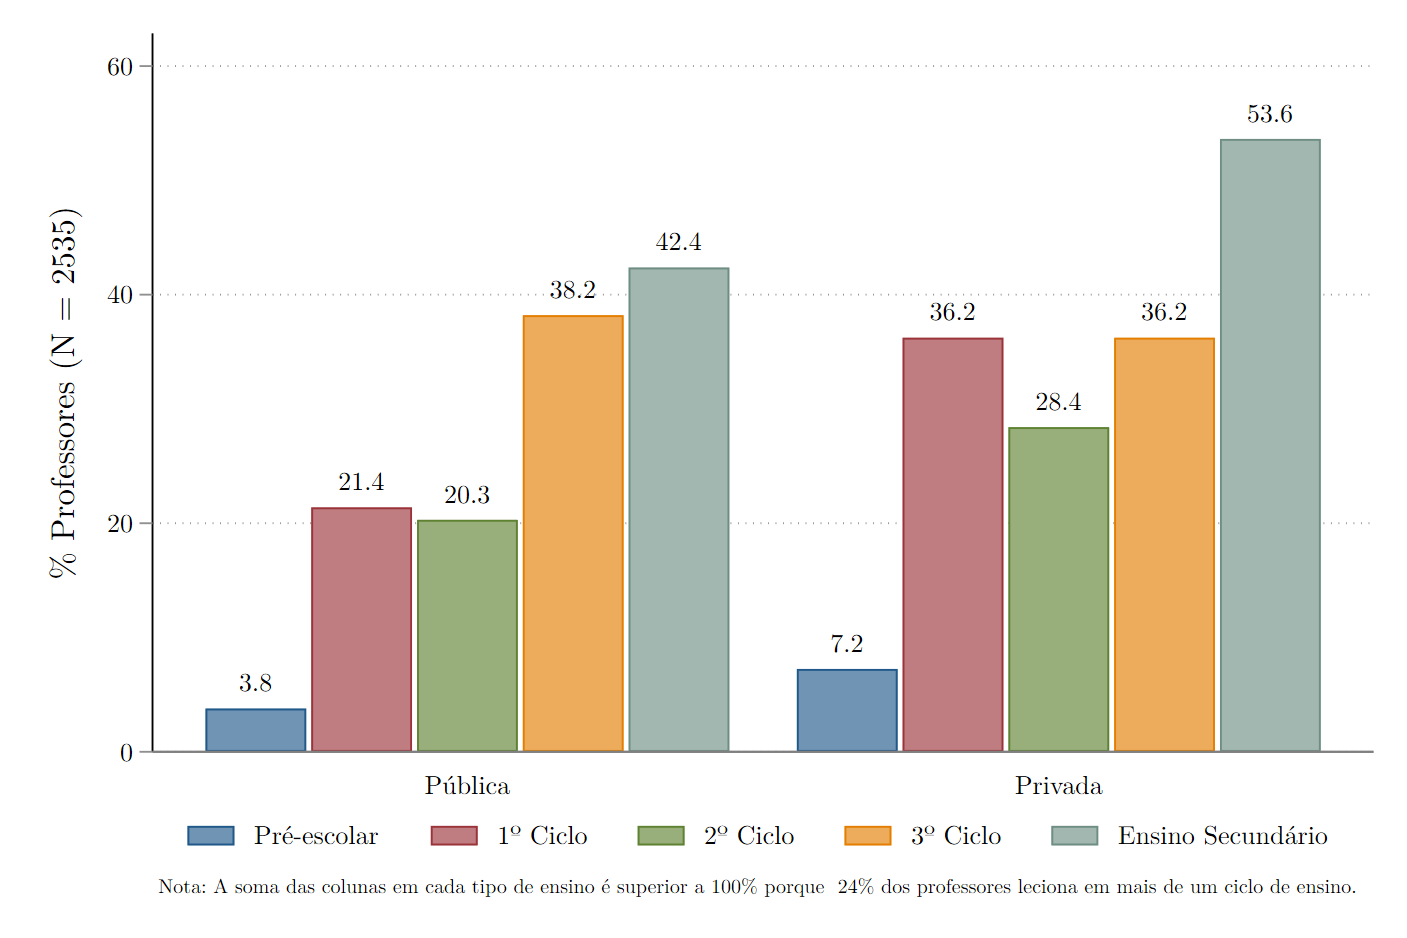 % Professores (N = 2535)
60
40
20
0
3.8
21.4
20.3
38.2
42.4
7.2
36.2
28.4
36.2
53.6
Pública
Privada
Pré-escolar
1º Ciclo
2º Ciclo
3º Ciclo
Ensino Secundário
Nota: A soma das colunas em cada tipo de ensino é superior a 100% porque 24% dos professores leciona em mais de um ciclo de ensino.